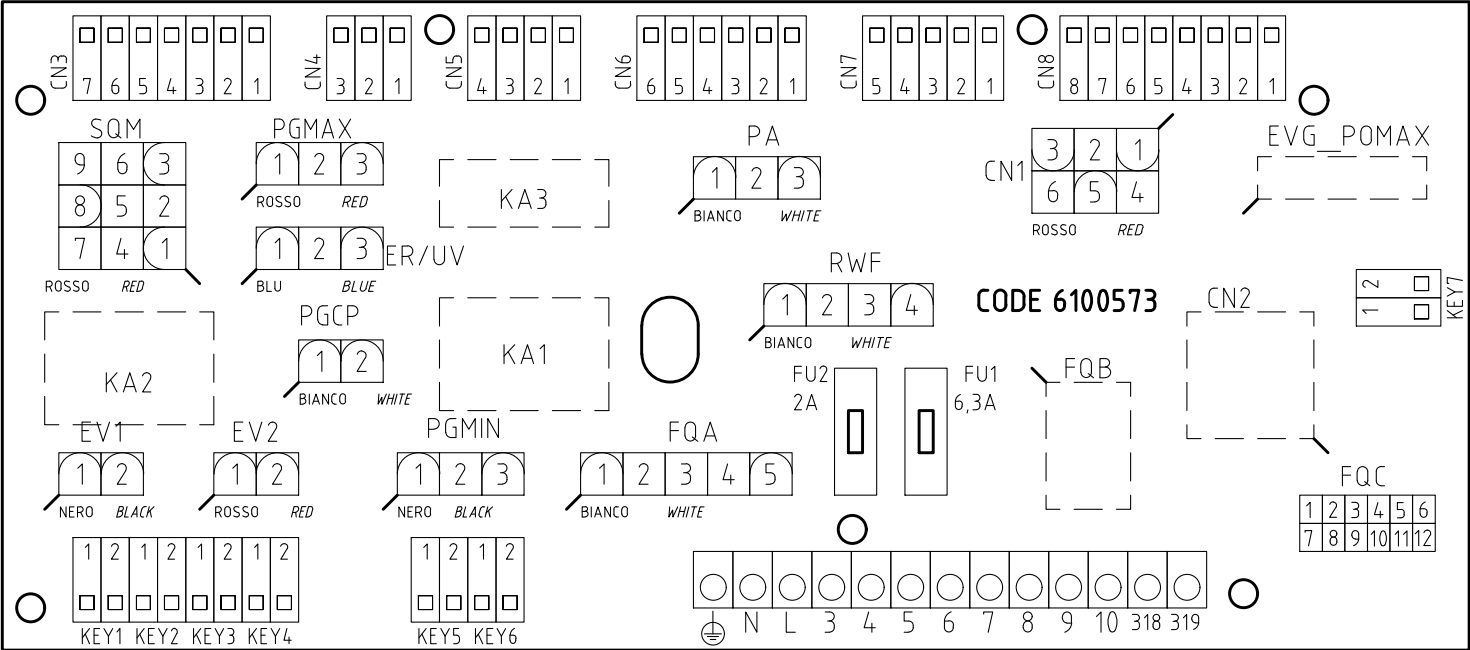 CN3
7 6 5 4 3 2 1
CN4
3 2 1
CN5
4 3 2 1
CN6
6 5 4 3 2 1
CN7
5 4 3 2 1
CN8
8 7 6 5 4 3 2 1
SQM
9 6 3
8 5 2
7 4 1
ROSSO RED
PGMAX
1 2 3
ROSSO RED
1 2 3 ER/UV
BLU BLUE
KA3
PA
1 2 3
BIANCO WHITE
CN1
3 2 1
6 5 4
ROSSO RED
EVG_POMAX
RWF
1 2 3 4
BIANCO WHITE
CODE 6100573
CN2
2
1
KEY7
KA2
PGCP
1 2
BIANCO WHITE
KA1
FU2
2A
FU1
6,3A
FQB
EV1
1 2
NERO BLACK
EV2
1 2
ROSSO RED
PGMIN
1 2 3
NERO BLACK
FQA
1 2 3 4 5
BIANCO WHITE
FQC
1 2 3 4 5 6
7 8 9 10 11 12
1 2 1 2 1 2 1 2
KEY1 KEY2 KEY3 KEY4
1 2 1 2
KEY5 KEY6
N L 3 4 5 6 7 8 9 10 318 319